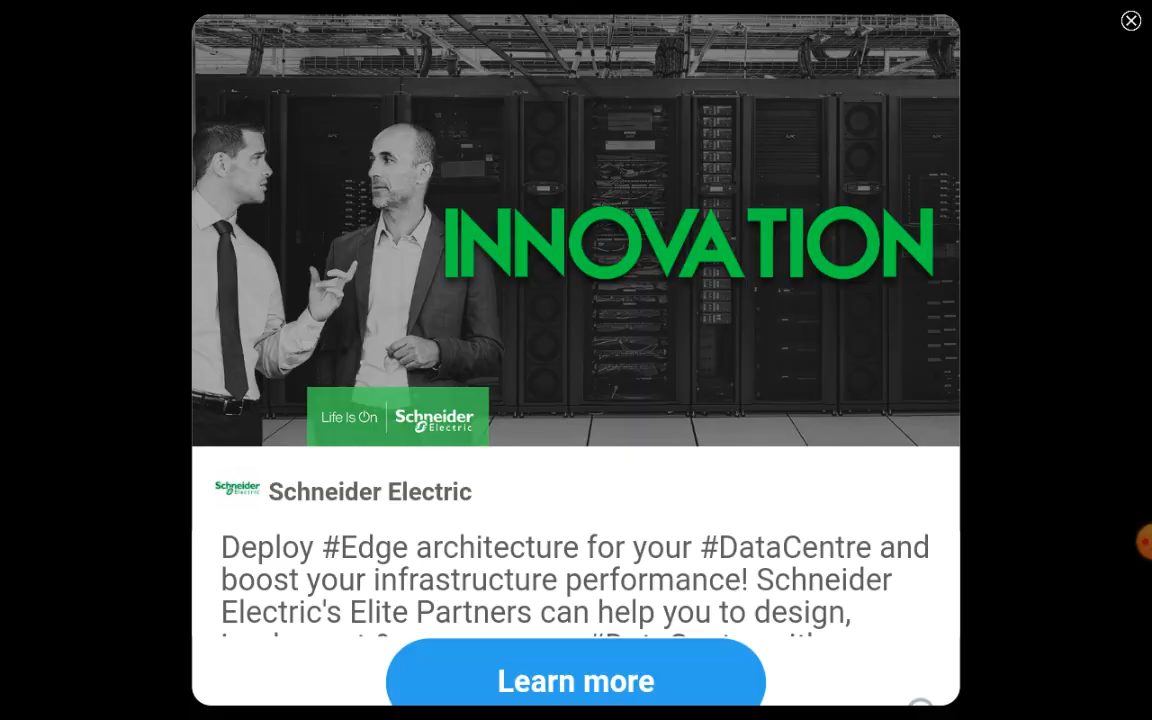 INNOVATION
Life Is On | Schneider Electric
Schneider Electric
Schneider Electric
Deploy #Edge architecture for your #DataCentre and
boost your infrastructure performance! Schneider
Electric's Elite Partners can help you to design,
Learn more